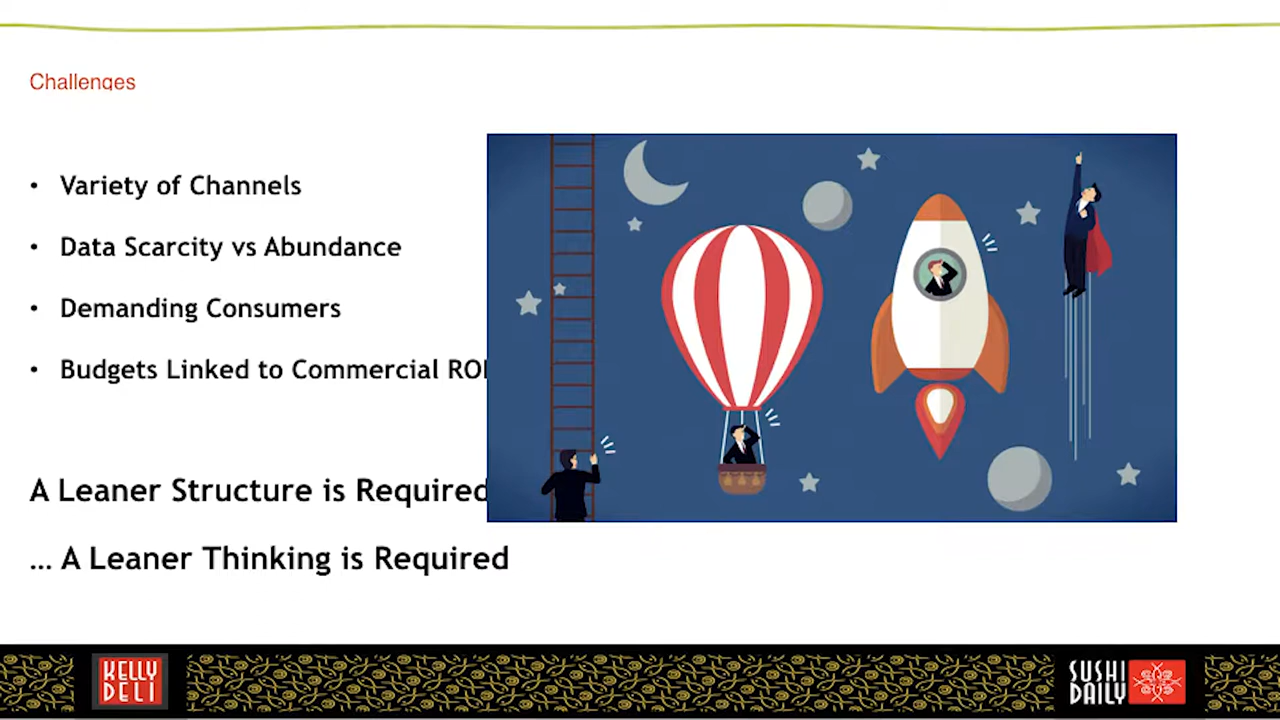 Challenges
• Variety of Channels
• Data Scarcity vs Abundance
• Demanding Consumers
• Budgets Linked to Commercial ROI
A Leaner Structure is Required
... A Leaner Thinking is Required
KELLY
DELI
SUSHI
DAILY